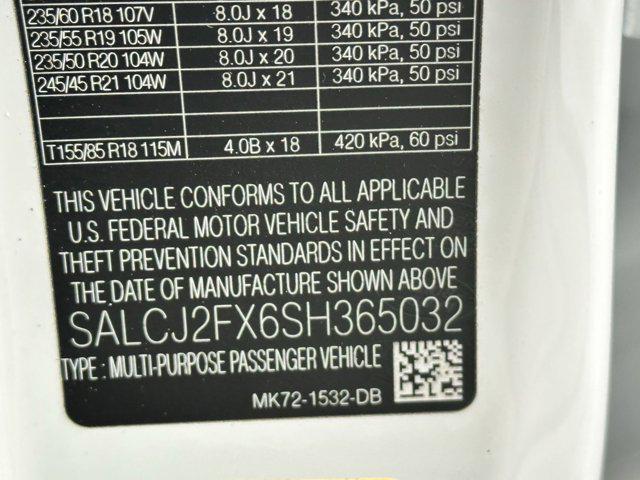 235/60 R18 107V 8.0J x 18 340 kPa, 50 psi
235/55 R19 105W 8.0J x 19 340 kPa, 50 psi
235/50 R20 104W 8.0J x 20 340 kPa, 50 psi
245/45 R21 104W 8.0J x 21 340 kPa, 50 psi
T155/85 R18 115M 4.0B x 18 420 kPa, 60 psi
THIS VEHICLE CONFORMS TO ALL APPLICABLE
U.S. FEDERAL MOTOR VEHICLE SAFETY AND
THEFT PREVENTION STANDARDS IN EFFECT ON
THE DATE OF MANUFACTURE SHOWN ABOVE
SALCJ2FX6SH365032
TYPE : MULTI-PURPOSE PASSENGER VEHICLE
MK72-1532-DB